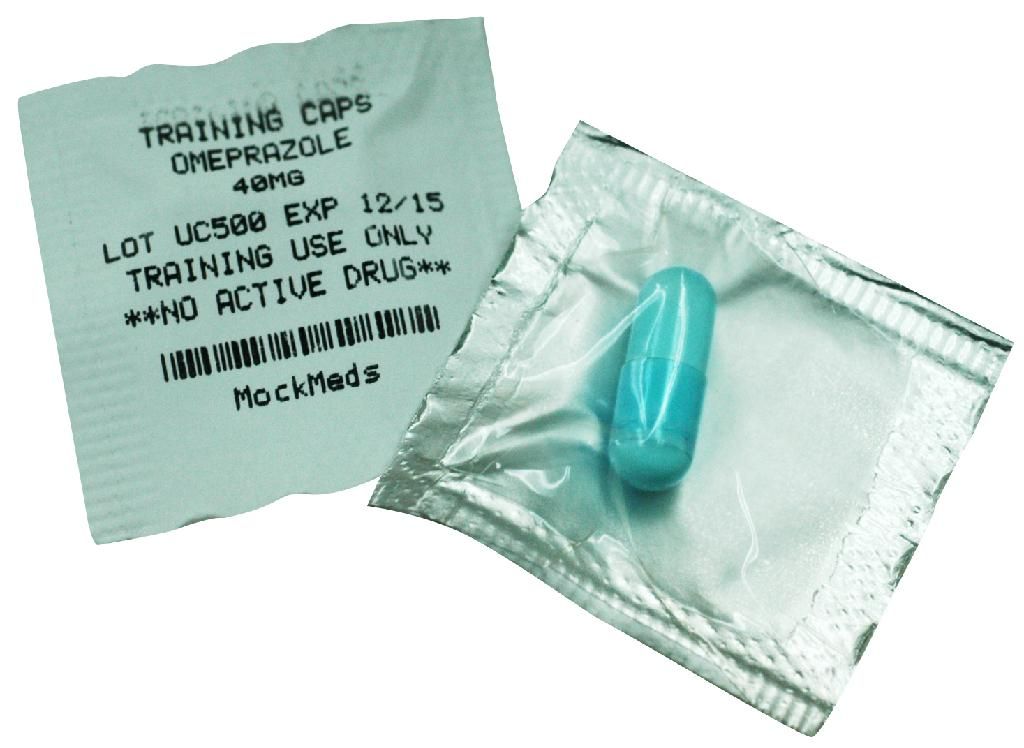 TRAINING CAPS
OMEPRAZOLE
40MG
LOT UC500 EXP 12/15
TRAINING USE ONLY
**NO ACTIVE DRUG**
MockMeds